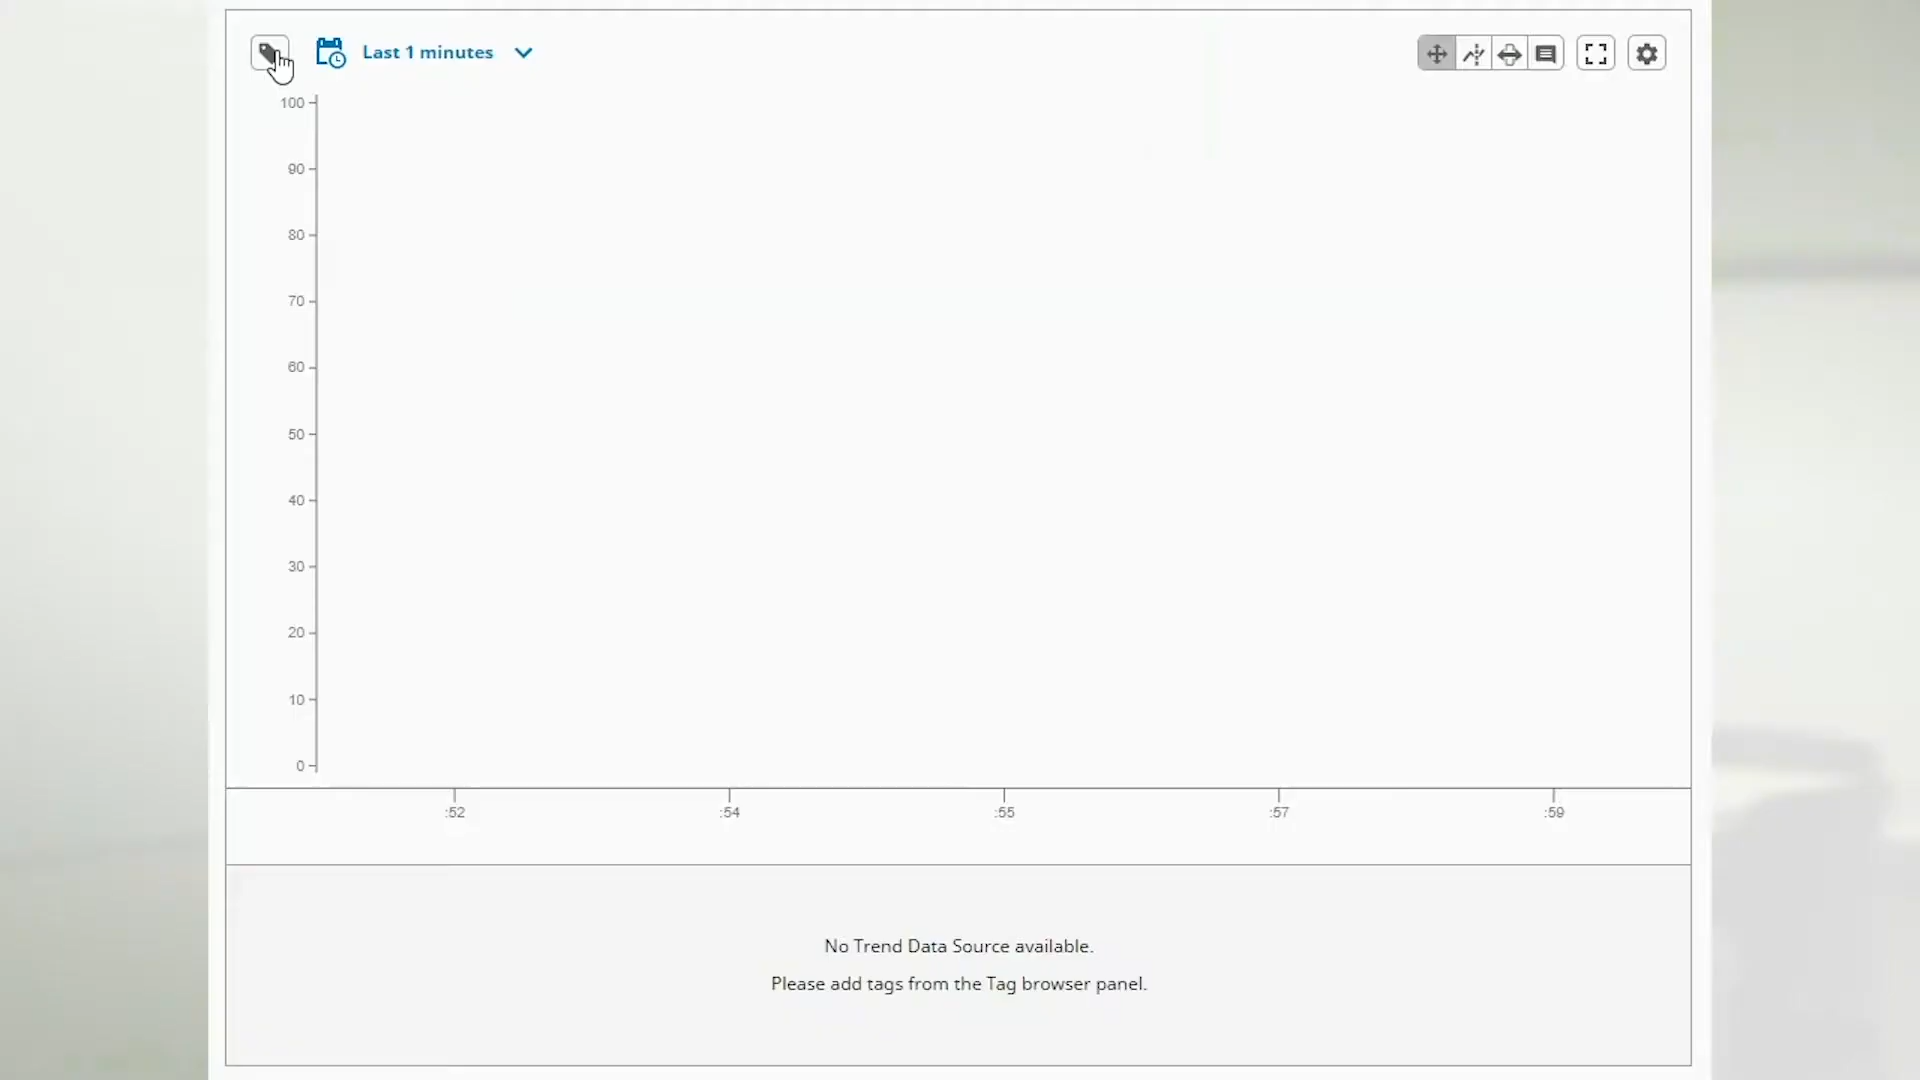 Last 1 minutes
100
90
80
70
60
50
40
30
20
10
0
:52 :54 :55 :57 :59
No Trend Data Source available.
Please add tags from the Tag browser panel.